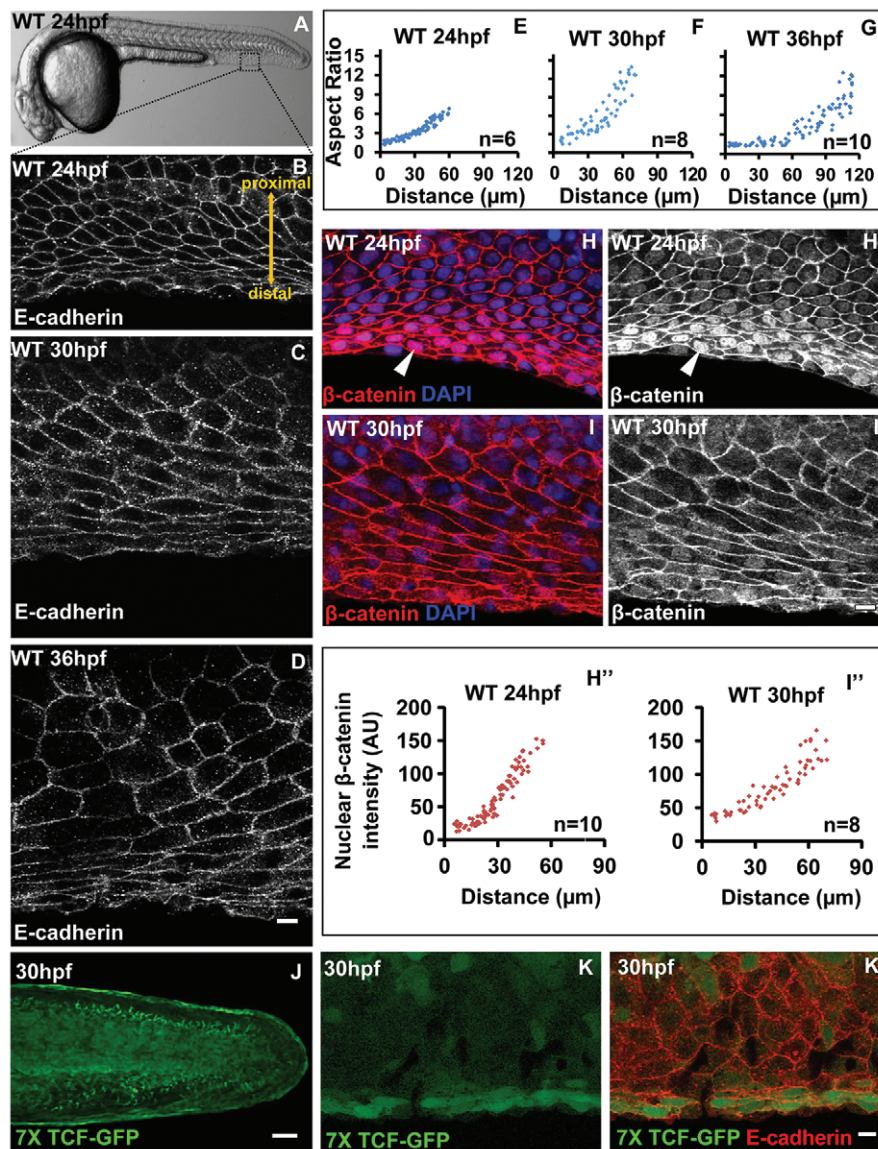 WT 24hpf A
WT 24hpf B
proximal
distal
E-cadherin
WT 30hpf C
E-cadherin
WT 36hpf D
E-cadherin
WT 24hpf E
WT 30hpf F
WT 36hpf G
Aspect Ratio
15
12
9
6
3
0
n=6
n=8
n=10
0 30 60 90 120
0 30 60 90 120
0 30 60 90 120
Distance (µm)
Distance (µm)
Distance (µm)
WT 24hpf H
β-catenin DAPI
WT 24hpf H
β-catenin
WT 30hpf I
β-catenin DAPI
WT 30hpf I
β-catenin
H’’
WT 24hpf
I’’
WT 30hpf
Nuclear β-catenin
intensity (AU)
200
150
100
50
0
n=10
0 30 60 90
Distance (µm)
200
150
100
50
0
n=8
0 30 60 90
Distance (µm)
30hpf J
7X TCF-GFP
30hpf K
7X TCF-GFP
30hpf K
7X TCF-GFP E-cadherin